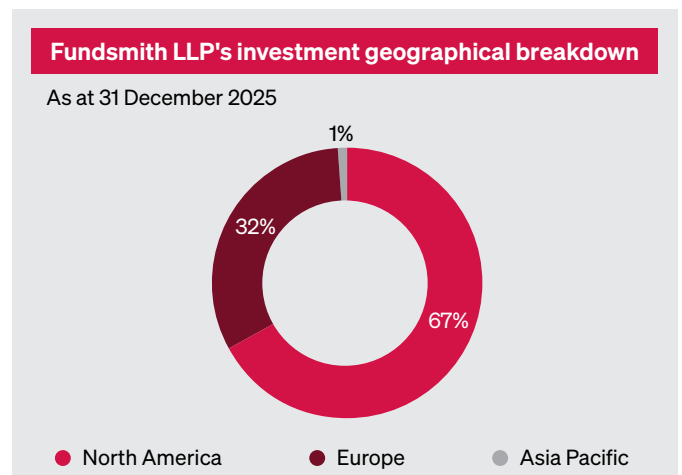 Fundsmith LLP's investment geographical breakdown
As at 31 December 2025
1%
32%
67%
North America
Europe
Asia Pacific